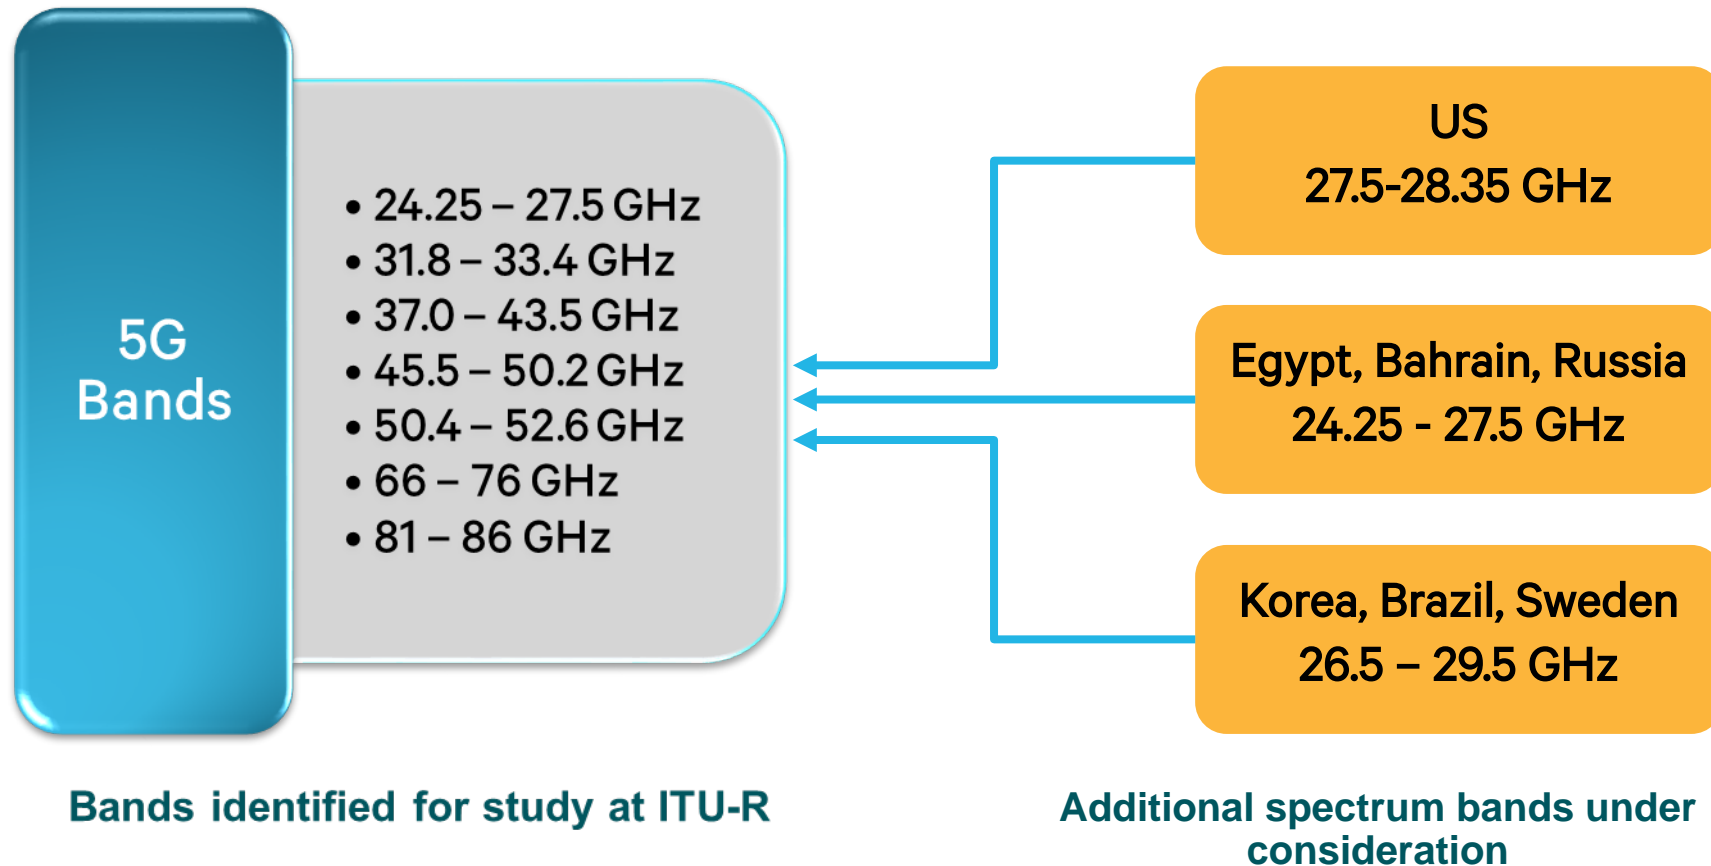 5G
Bands
• 24.25 – 27.5 GHz
• 31.8 – 33.4 GHz
• 37.0 – 43.5 GHz
• 45.5 – 50.2 GHz
• 50.4 – 52.6 GHz
• 66 – 76 GHz
• 81 – 86 GHz
Bands identified for study at ITU-R
US
27.5-28.35 GHz
Egypt, Bahrain, Russia
24.25 - 27.5 GHz
Korea, Brazil, Sweden
26.5 – 29.5 GHz
Additional spectrum bands under
consideration